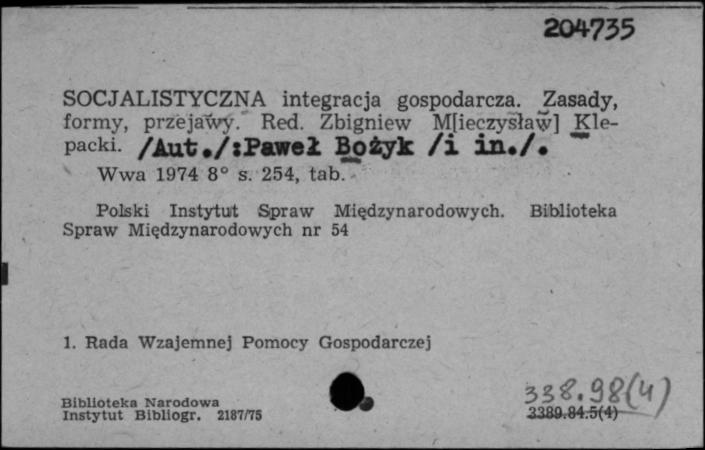 204735
SOCJALISTYCZNA integracja gospodarcza. Zasady,
formy, przejawy. Red. Zbigniew M[ieczysław] Kle-
packi. /Aut./:Paweł Bożyk /i in./.
Wwa 1974 8° s. 254, tab.
Polski Instytut Spraw Międzynarodowych. Biblioteka
Spraw Międzynarodowych nr 54
1. Rada Wzajemnej Pomocy Gospodarczej
338.98(4)
Biblioteka Narodowa
Instytut Bibliogr. 2187/75
3389.84.5(4)